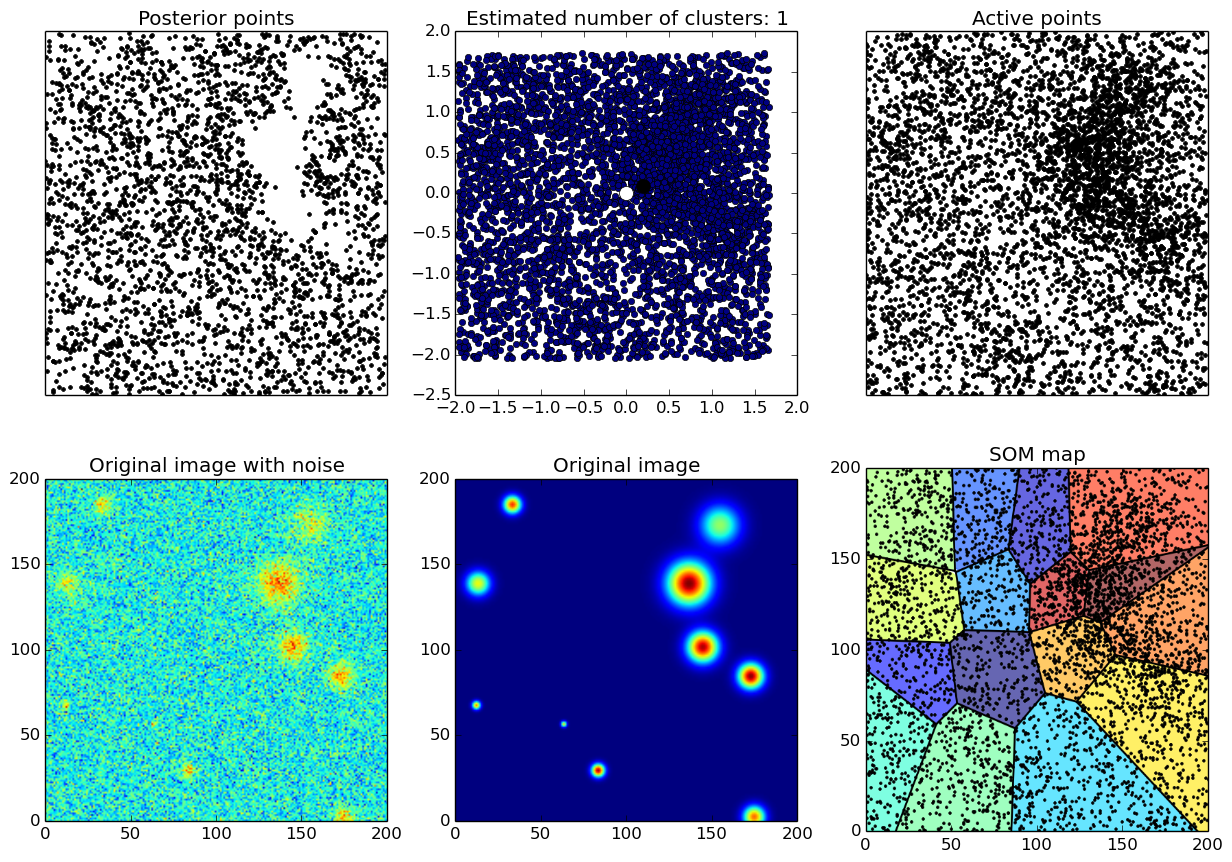 Posterior points
Estimated number of clusters: 1
Active points
2.0
1.5
1.0
0.5
0.0
−0.5
−1.0
−1.5
−2.0
−2.5
−2.0 −1.5 −1.0 −0.5 0.0 0.5 1.0 1.5 2.0
Original image with noise
200
150
100
50
0
0 50 100 150 200
Original image
200
150
100
50
0
0 50 100 150 200
SOM map
200
150
100
50
0
0 50 100 150 200